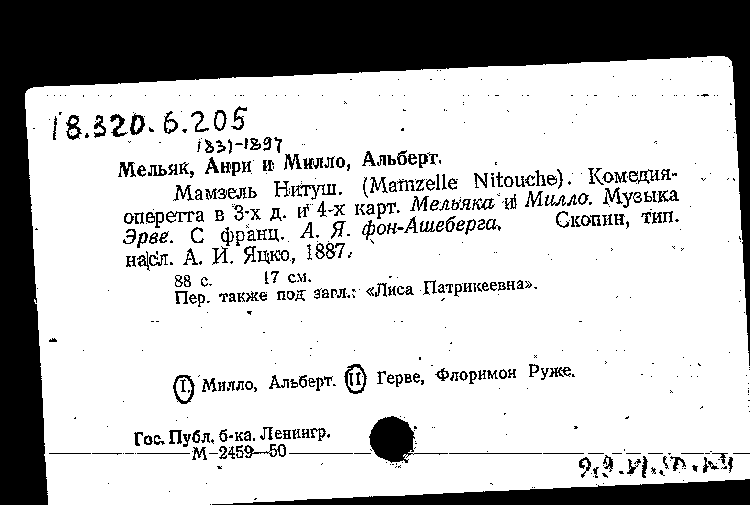 18.320.6.205
1831-1897
Мельяк, Анри и Милло, Альберт.
Мамзель Нитуш. (Mamzelle Nitouche). Комедия-
оперетта в 3-х д. и 4-х карт. Мельяка и Милло. Музыка
Эрве. С франц. А. Я. фон-Ашеберга. Скопин, тип.
насл. А. И. Яцко, 1887.
88 с. 17 см.
Пер. также под загл.: «Лиса Патрикеевна».
I. Милло, Альберт. II Герве, Флоримон Руже.
Гос. Публ. б-ка. Ленингр.
М-2459—50